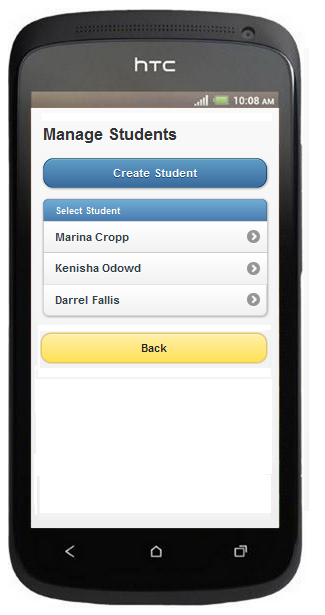 hTC
10:08 AM
Manage Students
Create Student
Select Student
Marina Cropp
Kenisha Odowd
Darrel Fallis
Back